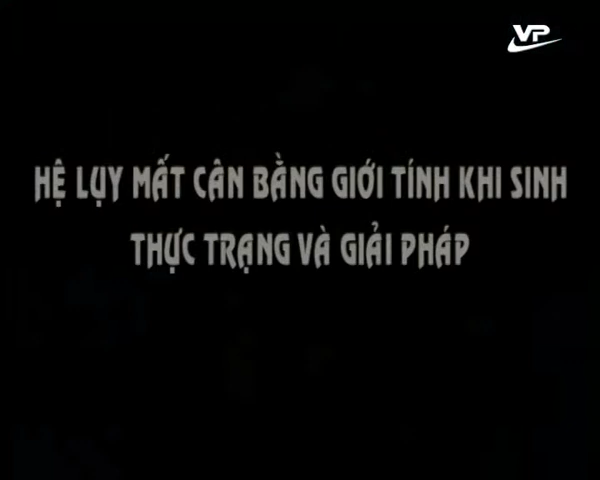 VP
HỆ LỤY MẤT CÂN BẰNG GIỚI TÍNH KHI SINH
THỰC TRẠNG VÀ GIẢI PHÁP